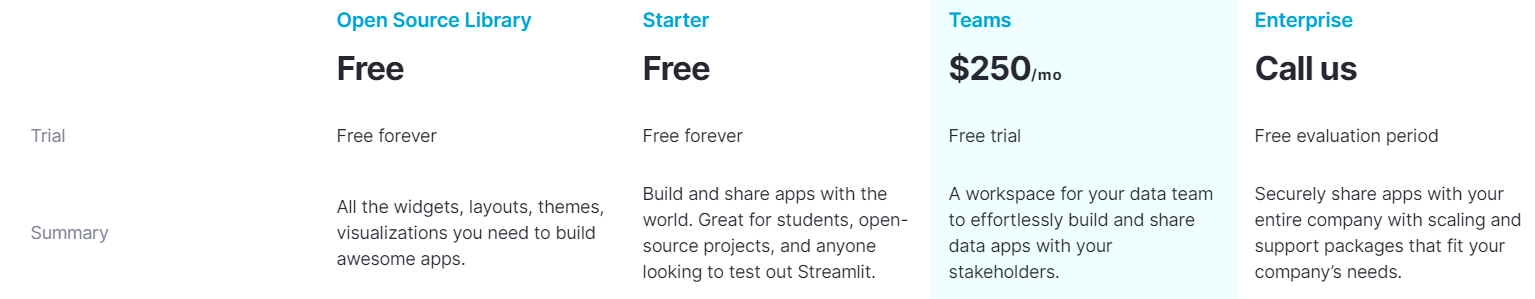 Open Source Library Starter Teams Enterprise
Free Free $250/mo Call us
Trial Free forever Free forever Free trial Free evaluation period
Summary
All the widgets, layouts, themes,
visualizations you need to build
awesome apps.
Build and share apps with the
world. Great for students, open-
source projects, and anyone
looking to test out Streamlit.
A workspace for your data team
to effortlessly build and share
data apps with your
stakeholders.
Securely share apps with your
entire company with scaling and
support packages that fit your
company’s needs.